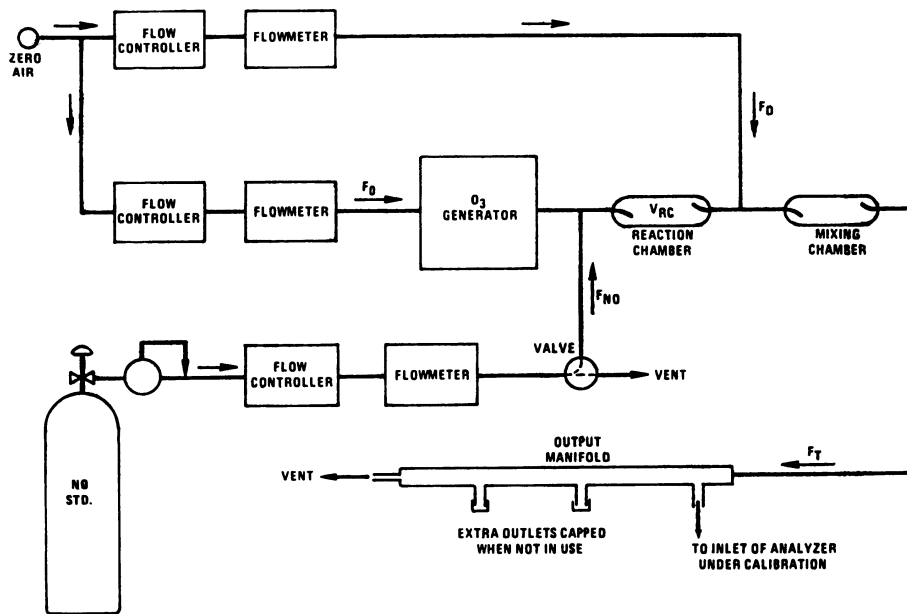 FLOW
CONTROLLER
FLOWMETER
ZERO
AIR
FD
FLOW
CONTROLLER
FLOWMETER
FO
O3
GENERATOR
VRC
REACTION
CHAMBER
MIXING
CHAMBER
FNO
VALVE
FLOW
CONTROLLER
FLOWMETER
VENT
NO
STD.
OUTPUT
MANIFOLD
VENT
FT
EXTRA OUTLETS CAPPED
WHEN NOT IN USE
TO INLET OF ANALYZER
UNDER CALIBRATION